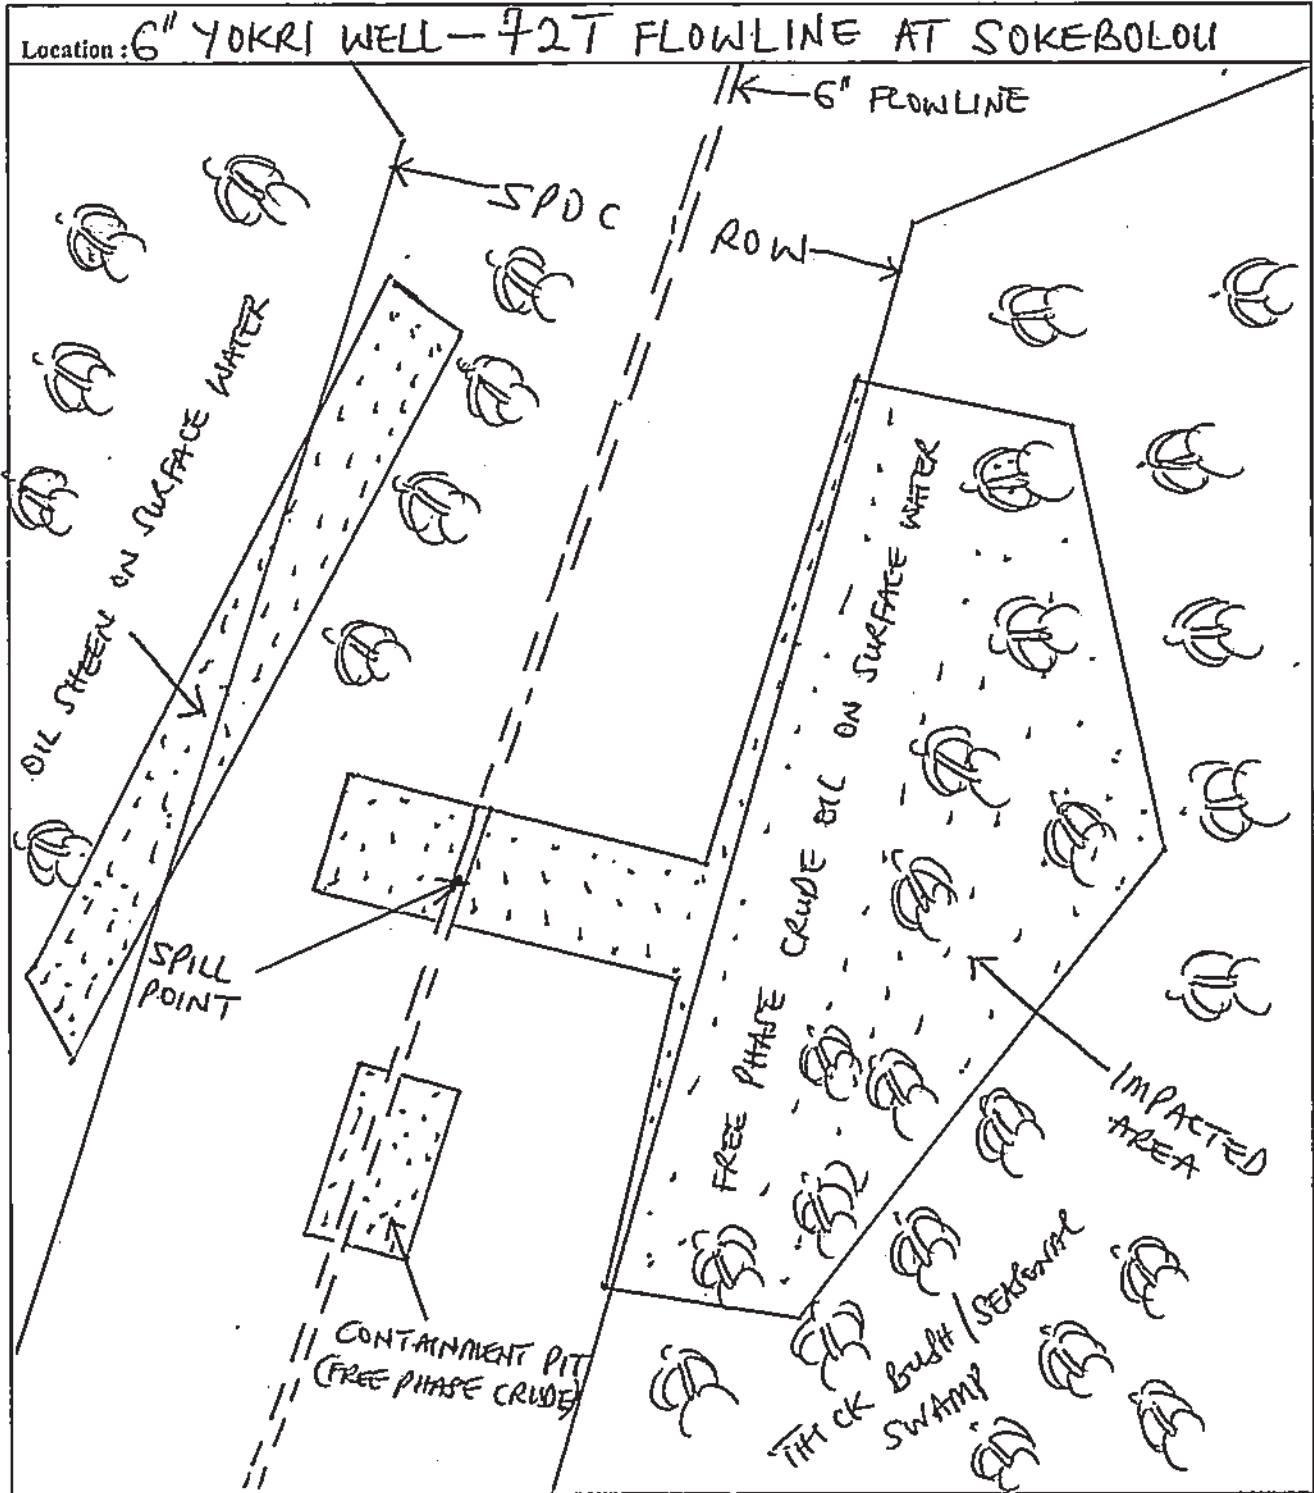 Location : 6" YOKRI WELL - 72T FLOWLINE AT SOKEBOLOU
6" FLOWLINE
SPDC
ROW
OIL SHEEN ON SURFACE WATER
FREE PHASE CRUDE OIL ON SURFACE WATER
SPILL
POINT
IMPACTED
AREA
CONTAINMENT PIT
(FREE PHASE CRUDE)
THICK BUSH/SEASONAL
SWAMP